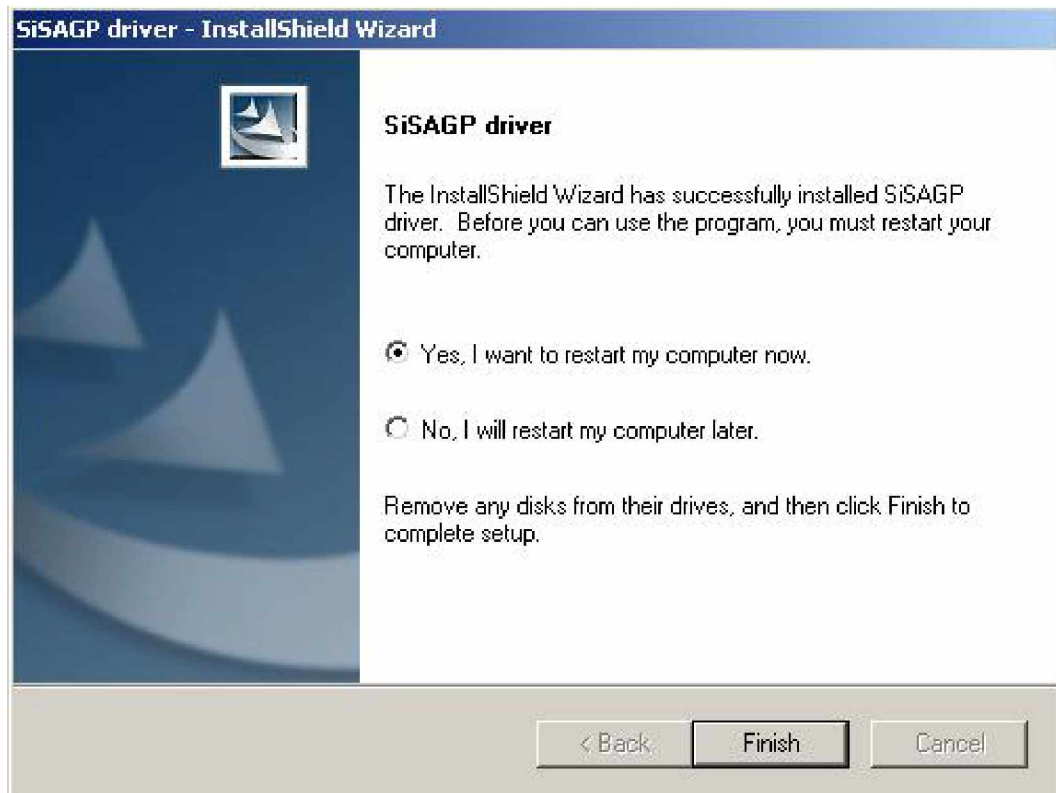 SiSAGP driver - InstallShield Wizard
SiSAGP driver
The InstallShield Wizard has successfully installed SiSAGP
driver.  Before you can use the program, you must restart your
computer.
Yes, I want to restart my computer now.
No, I will restart my computer later.
Remove any disks from their drives, and then click Finish to
complete setup.
< Back
Finish
Cancel